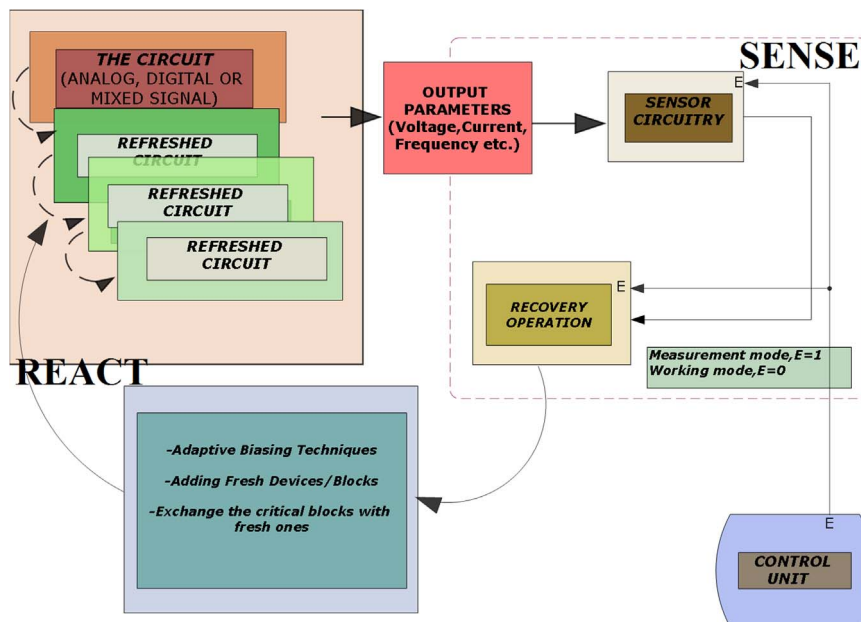 THE CIRCUIT
(ANALOG, DIGITAL OR
MIXED SIGNAL)
REFRESHED
CIRCUIT
REFRESHED
CIRCUIT
REFRESHED
CIRCUIT
OUTPUT
PARAMETERS
(Voltage,Current,
Frequency etc.)
SENSE
E
SENSOR
CIRCUITRY
E
RECOVERY
OPERATION
Measurement mode,E=1
Working mode,E=0
REACT
-Adaptive Biasing Techniques
-Adding Fresh Devices/Blocks
-Exchange the critical blocks with
fresh ones
E
CONTROL
UNIT